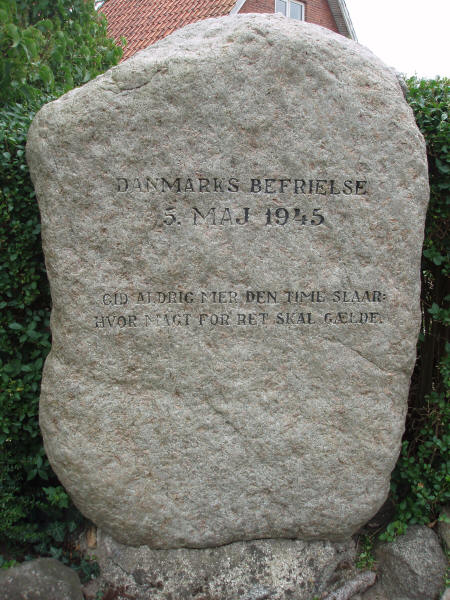 DANMARKS BEFRIELSE
5. MAJ 1945
GID ALDRIG MER DEN TIME SLAAR:
HVOR MAGT FOR RET SKAL GÆLDE.